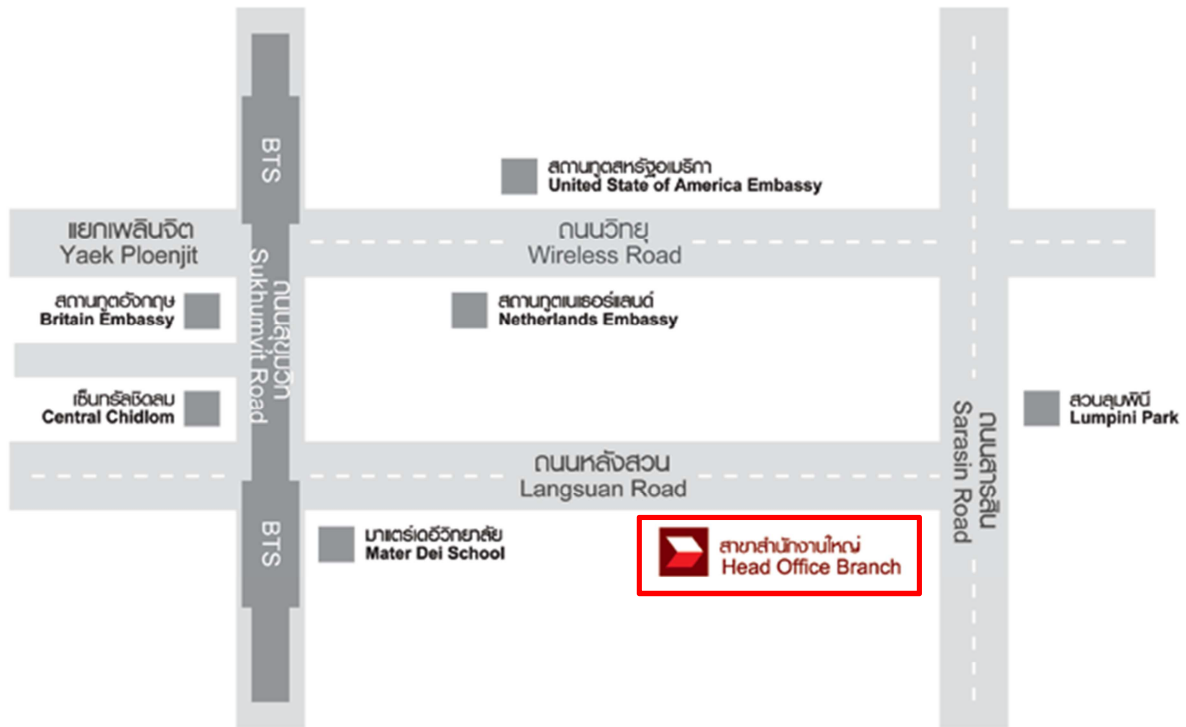 BTS
สถานทูตสหรัฐอเมริกา
United State of America Embassy
แยกเพลินจิต
Yaek Ploenjit
ถนนวิทยุ
Wireless Road
สถานทูตอังกฤษ
Britain Embassy
ถนนสุขุมวิท
Sukhumvit Road
สถานทูตเนเธอร์แลนด์
Netherlands Embassy
เซ็นทรัลชิดลม
Central Chidlom
สวนลุมพินี
Lumpini Park
ถนนหลังสวน
Langsuan Road
ถนนสารสิน
Sarasin Road
BTS
มาแตร์เดอีวิทยาลัย
Mater Dei School
สาขาสำนักงานใหญ่
Head Office Branch